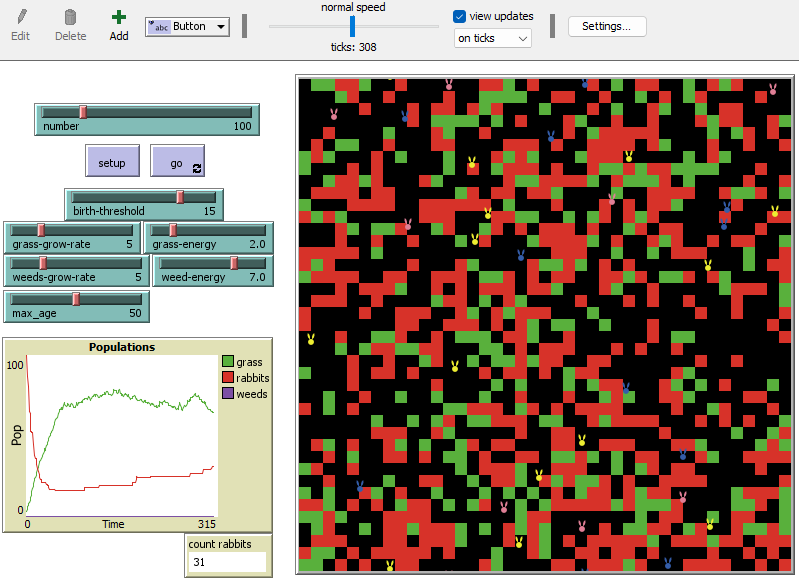 normal speed
view updates
Edit Delete Add abc Button Settings...
on ticks
ticks: 308
number 100
setup go
birth-threshold 15
grass-grow-rate 5 grass-energy 2.0
weeds-grow-rate 5 weed-energy 7.0
max_age 50
Populations
100
grass
rabbits
weeds
Pop
0
0 Time 315
count rabbits
31